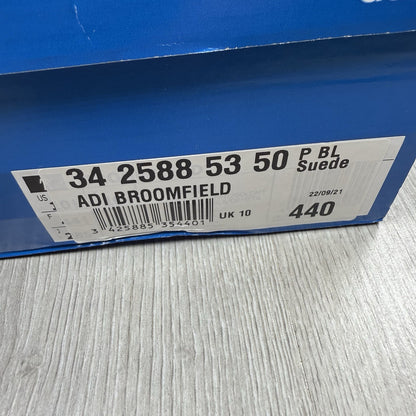 34 2588 53 50 P BL
Suede
ADI BROOMFIELD
22/09/21
UK 10
440
3 425885 354401
US
F